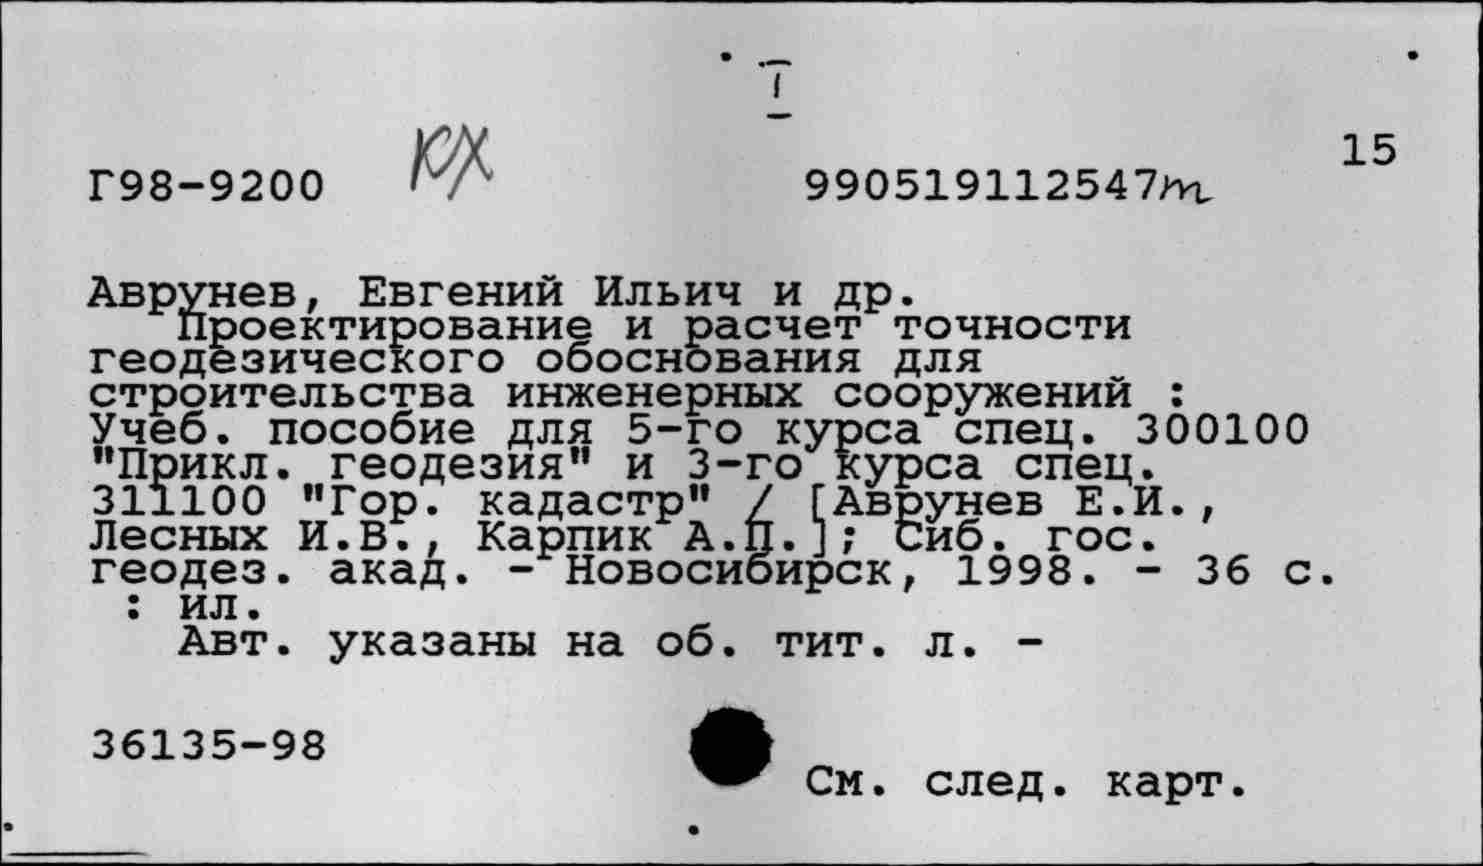 I
15
КХ
Г98-9200 990519112547m
Аврунев, Евгений Ильич и др.
Проектирование и расчет точности
геодезического обоснования для
строительства инженерных сооружений :
Учеб. пособие для 5-го курса спец. 300100
"Прикл. геодезия" и 3-го курса спец.
311100 "Гор. кадастр" / [Аврунев Е.И.,
Лесных И.В., Карпик А.П.]; Сиб. гос.
геодез. акад. - Новосибирск, 1998. - 36 с.
: ил.
Авт. указаны на об. тит. л. -
36135-98
См. след. карт.